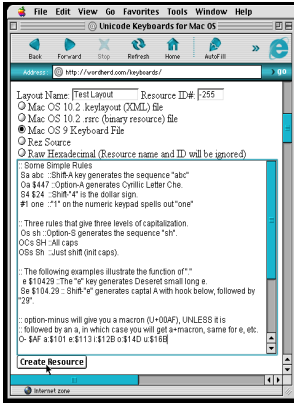 File Edit View Go Favorites Tools Window Help
Unicode Keyboards for Mac OS
Back Forward Stop Refresh Home AutoFill »
Address: http://wordherd.com/keyboards/ GO
Layout Name: Test Layout Resource ID#: -255
Mac OS 10.2 .keylayout (XML) file
Mac OS 10.2 .rsrc (binary resource) file
Mac OS 9 Keyboard File
Rez Source
Raw Hexadecimal (Resource name and ID will be ignored)
:: Some Simple Rules
Sa abc ::Shift-A key generates the sequence "abc"
Oa $447 ::Option-A generates Cyrillic Letter Che.
S4 $24 ::Shift-"4" is the dollar sign.
#1 one ::"1" on the numeric keypad spells out "one"
:: Three rules that give three levels of capitalization.
Os sh ::Option-S generates the sequence "sh".
OCs SH ::All caps
OSs Sh ::Just shift (init caps).
:: The following examples illustrate the function of "."
e $10429 ::The "e" key generates Deseret small long e.
Se $104.29 :: Shift-"e" generates captal A with hook below, followed by
"29".
:: option-minus will give you a macron (U+00AF), UNLESS it is
:: followed by an a, in which case you will get a+macron, same for e, etc.
O- $AF a:$101 e:$113 i:$12B o:$14D u:$16B
Create Resource
Internet zone